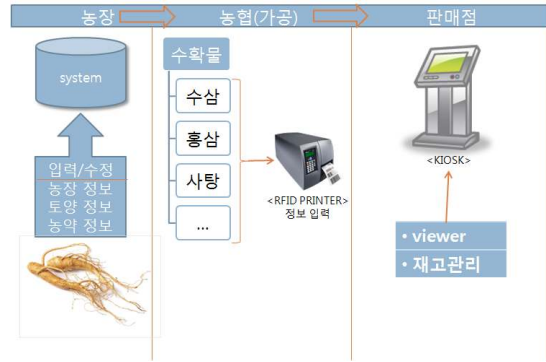 농장
농협(가공)
판매점
system
입력/수정
농장 정보
토양 정보
농약 정보
수확물
수삼
홍삼
사탕
...
<RFID PRINTER>
정보 입력
<KIOSK>
• viewer
• 재고관리